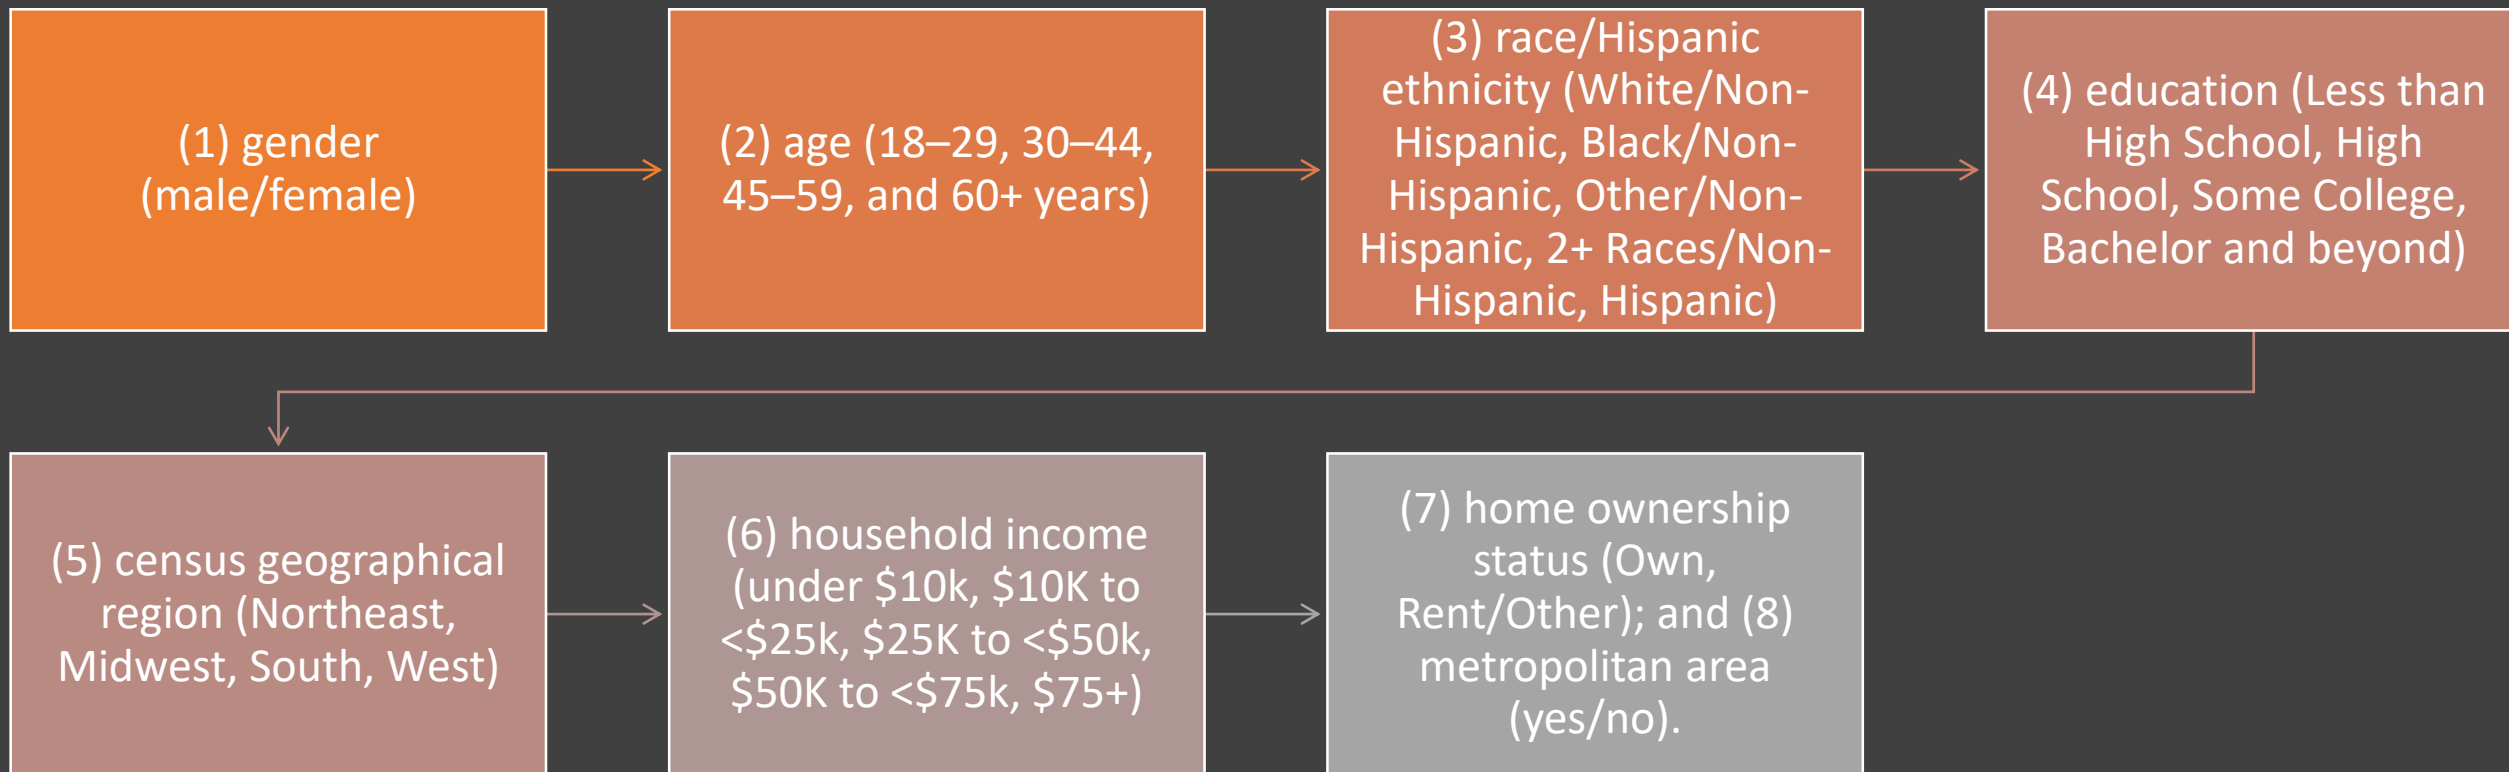 (1) gender
(male/female)
(2) age (18–29, 30–44,
45–59, and 60+ years)
(3) race/Hispanic
ethnicity (White/Non-
Hispanic, Black/Non-
Hispanic, Other/Non-
Hispanic, 2+ Races/Non-
Hispanic, Hispanic)
(4) education (Less than
High School, High
School, Some College,
Bachelor and beyond)
(5) census geographical
region (Northeast,
Midwest, South, West)
(6) household income
(under $10k, $10K to
<$25k, $25K to <$50k,
$50K to <$75k, $75+)
(7) home ownership
status (Own,
Rent/Other); and (8)
metropolitan area
(yes/no).